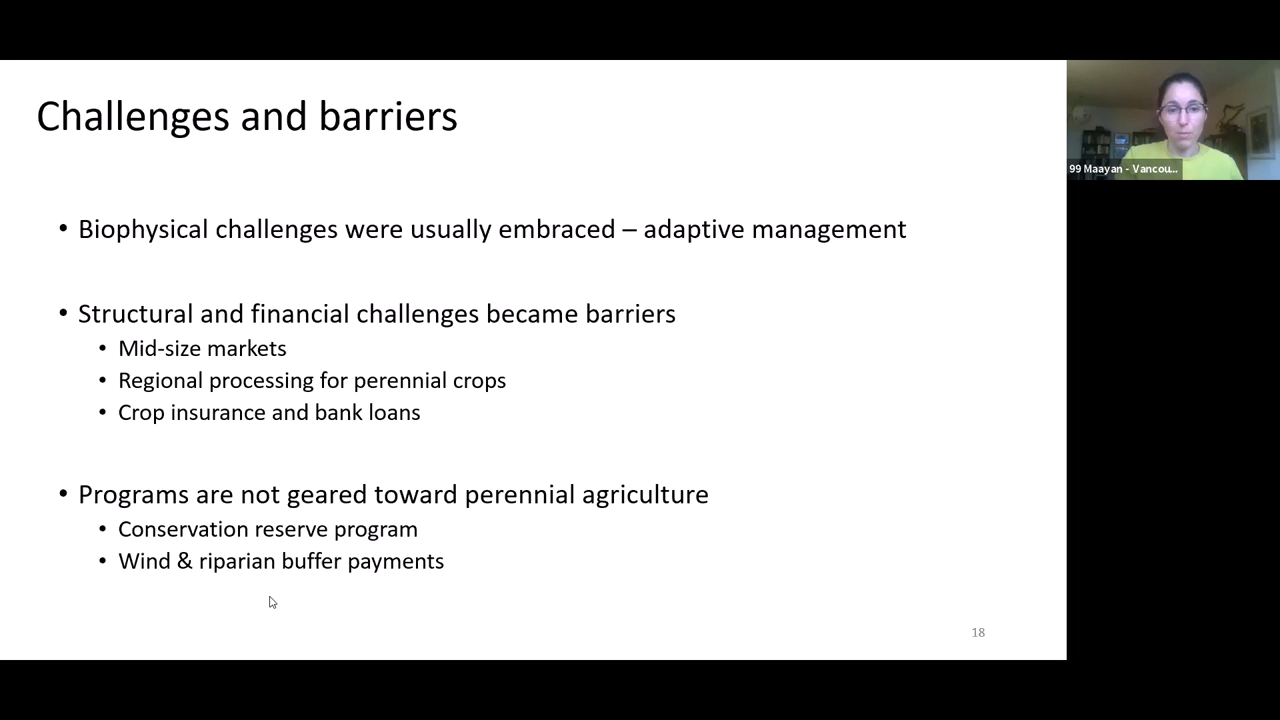 Challenges and barriers
• Biophysical challenges were usually embraced – adaptive management
• Structural and financial challenges became barriers
• Mid-size markets
• Regional processing for perennial crops
• Crop insurance and bank loans
• Programs are not geared toward perennial agriculture
• Conservation reserve program
• Wind & riparian buffer payments
18
99 Maayan - Vancou...